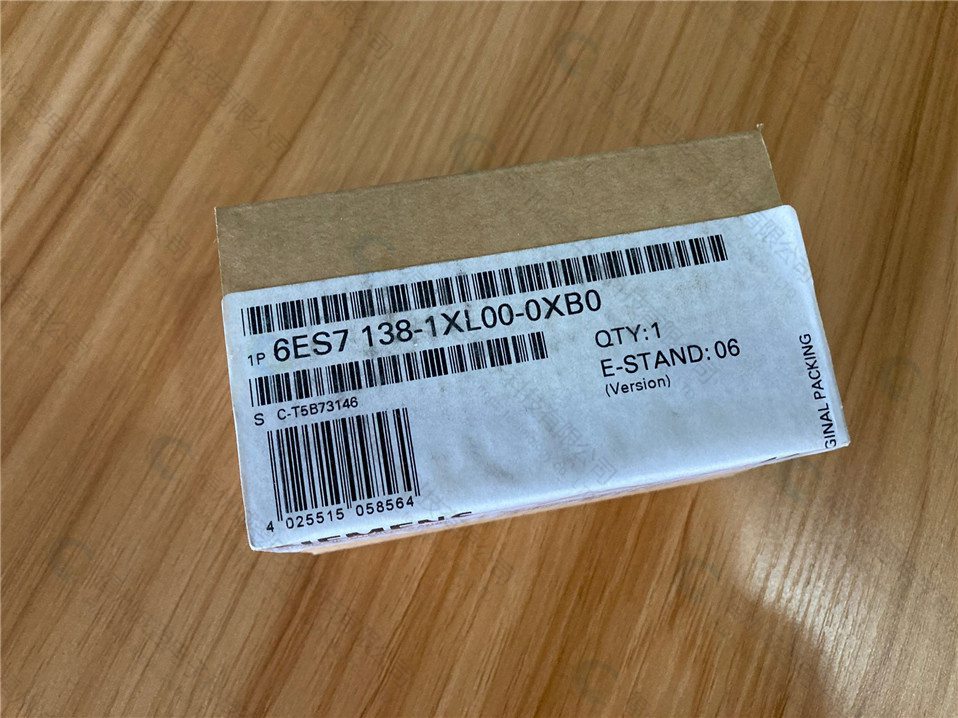 1P 6ES7 138-1XL00-0XB0
QTY:1
E-STAND: 06
(Version)
S C-T5B73146
4 025515 058564
GINAL PACKING